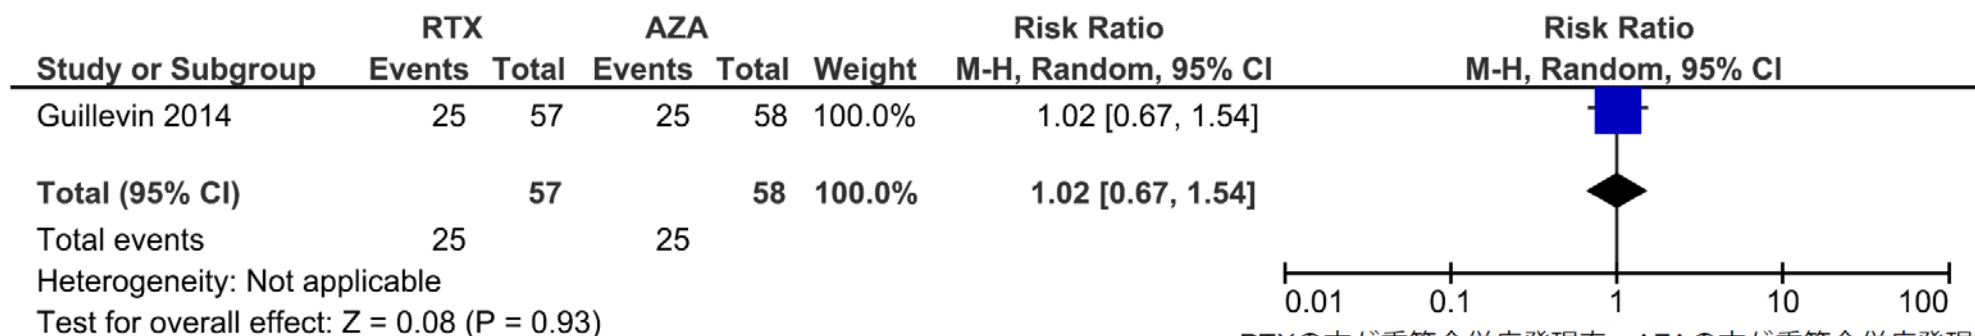 RTX AZA Risk Ratio Risk Ratio
Study or Subgroup Events Total Events Total Weight M-H, Random, 95% CI M-H, Random, 95% CI
Guillevin 2014 25 57 25 58 100.0% 1.02 [0.67, 1.54]
Total (95% CI) 57 58 100.0% 1.02 [0.67, 1.54]
Total events 25 25
Heterogeneity: Not applicable
0.01 0.1 1 10 100
Test for overall effect: Z = 0.08 (P = 0.93)